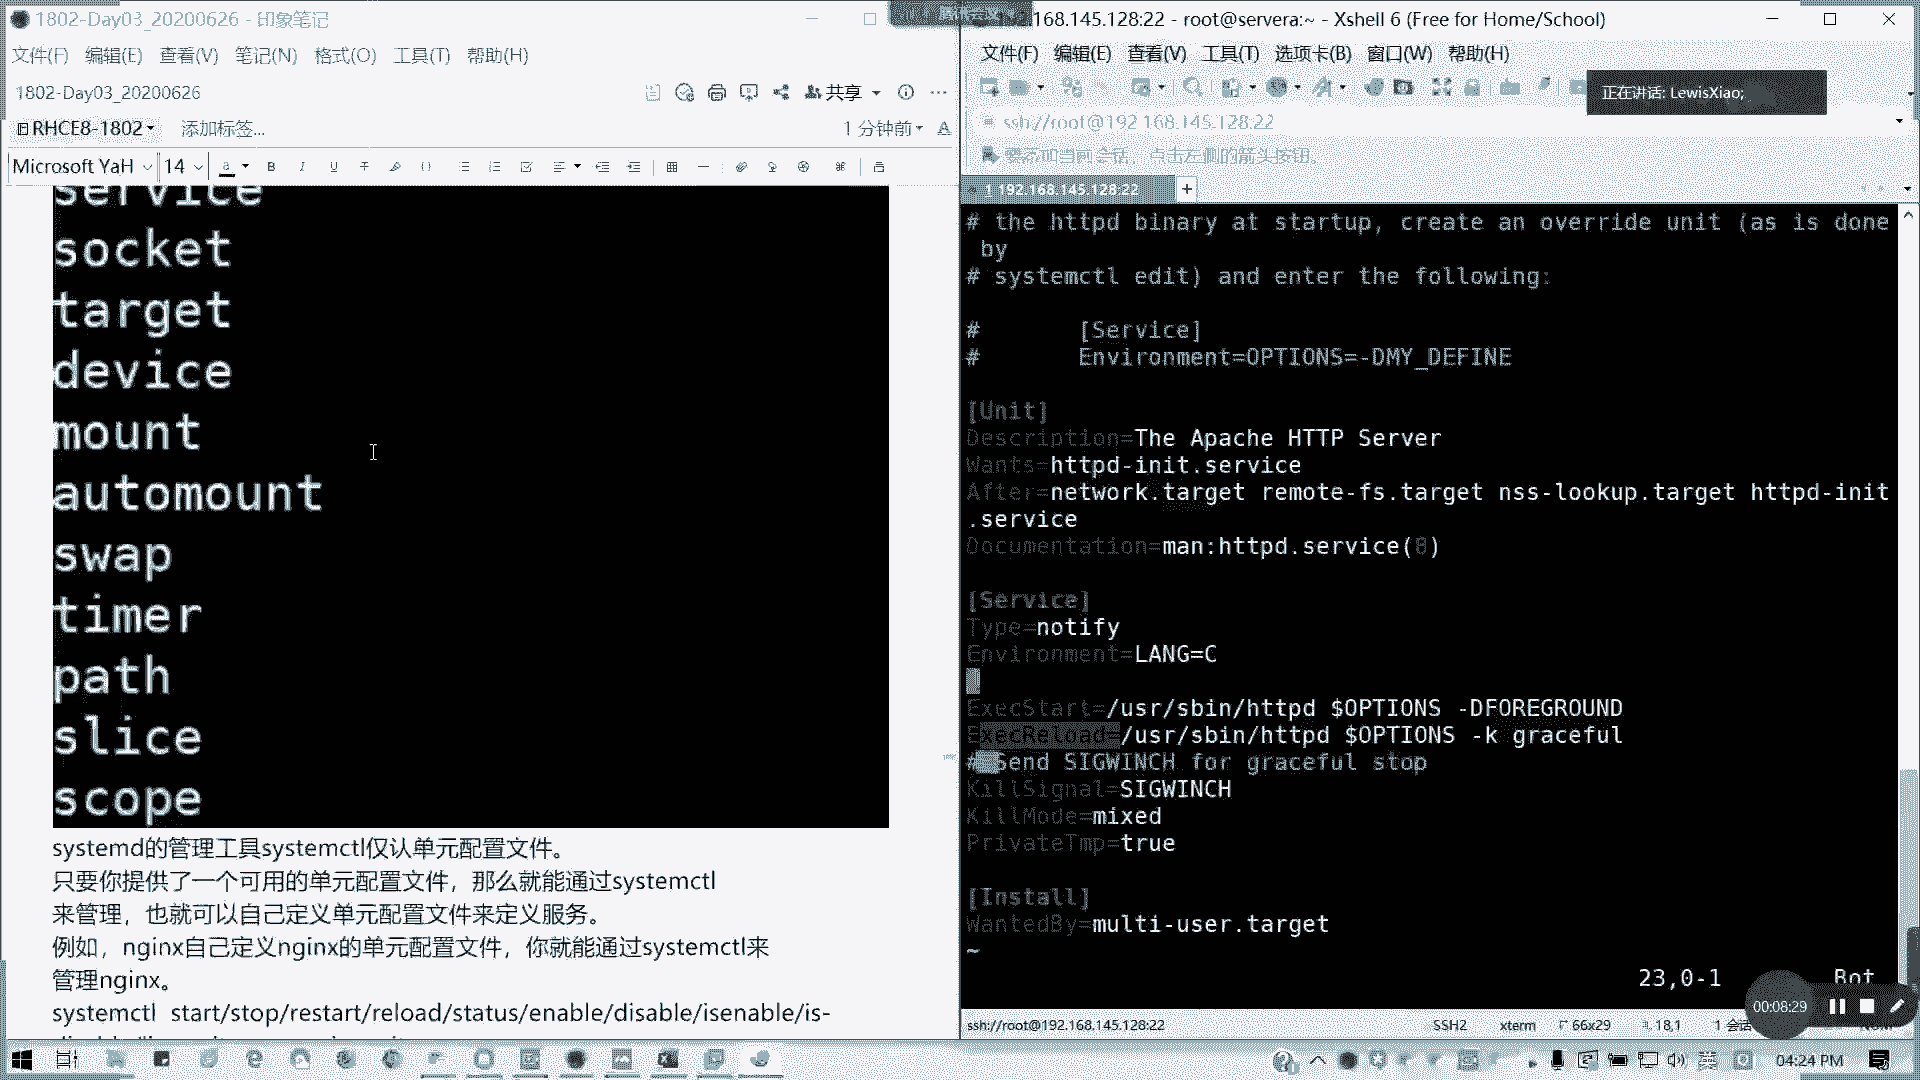 1802-Day03_20200626 - 印象笔记
文件(F) 编辑(E) 查看(V) 笔记(N) 格式(O) 工具(T) 帮助(H)
1802-Day03_20200626
共享
RHCE8-1802
添加标签...
1 分钟前
Microsoft YaH 14
service
socket
target
device
mount
automount
swap
timer
path
slice
scope
systemd的管理工具systemctl仅认单元配置文件。
只要你提供了一个可用的单元配置文件，那么就能通过systemctl
来管理，也就可以自己定义单元配置文件来定义服务。
例如，nginx自己定义nginx的单元配置文件，你就能通过systemctl来
管理nginx。
systemctl start/stop/restart/reload/status/enable/disable/isenable/is-
168.145.128:22 - root@servera:~ - Xshell 6 (Free for Home/School)
文件(F) 编辑(E) 查看(V) 工具(T) 选项卡(B) 窗口(W) 帮助(H)
正在讲话: LewisXiao;
ssh://root@192.168.145.128:22
要添加当前会话，点击左侧的箭头按钮。
1 192.168.145.128:22
# the httpd binary at startup, create an override unit (as is done
by
# systemctl edit) and enter the following:
# [Service]
# Environment=OPTIONS=-DMY_DEFINE
[Unit]
Description=The Apache HTTP Server
Wants=httpd-init.service
After=network.target remote-fs.target nss-lookup.target httpd-init
.service
Documentation=man:httpd.service(8)
[Service]
Type=notify
Environment=LANG=C
ExecStart=/usr/sbin/httpd $OPTIONS -DFOREGROUND
ExecReload=/usr/sbin/httpd $OPTIONS -k graceful
# Send SIGWINCH for graceful stop
KillSignal=SIGWINCH
KillMode=mixed
PrivateTmp=true
[Install]
WantedBy=multi-user.target
~
23,0-1 Bot
00:08:29
ssh://root@192.168.145.128:22 SSH2 xterm 66x29 18,1
英 04:24 PM